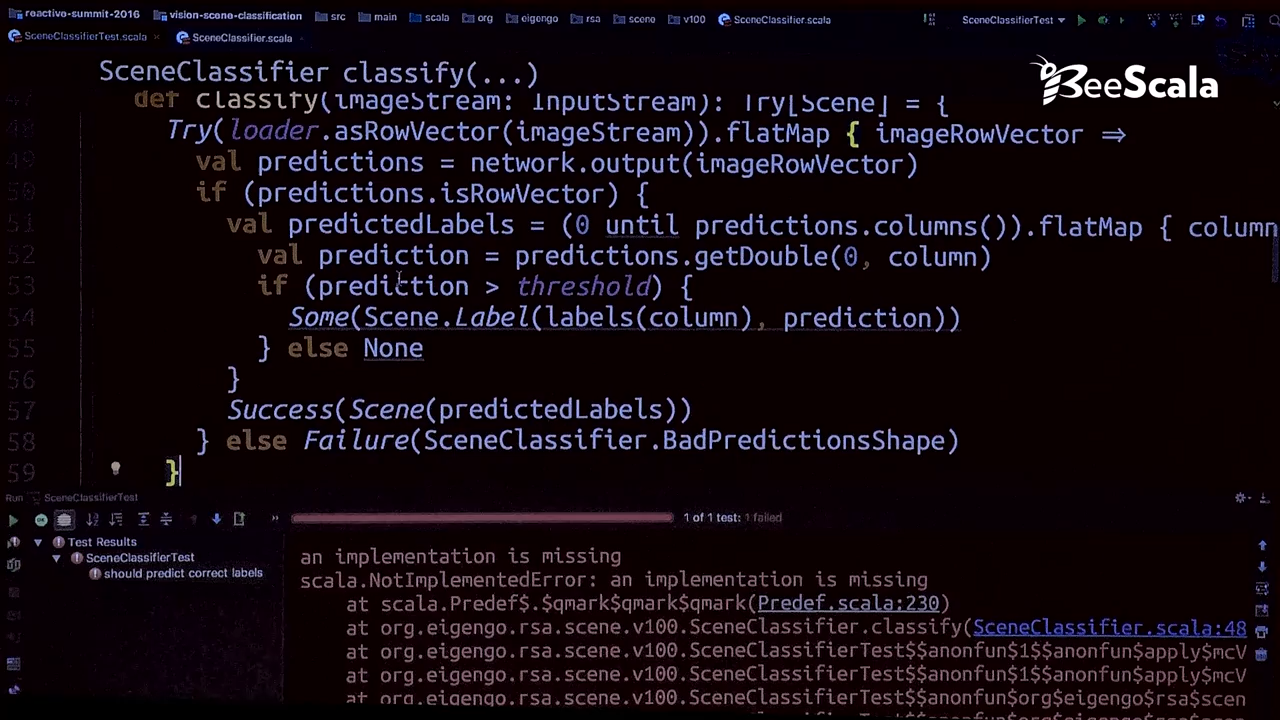 reactive-summit-2016 vision-scene-classification src main scala org eigengo rsa scene v100 SceneClassifier.scala SceneClassifierTest
SceneClassifierTest.scala SceneClassifier.scala
SceneClassifier classify(...)
BeeScala
47 def classify(imageStream: InputStream): Try[Scene] = {
48 Try(loader.asRowVector(imageStream)).flatMap { imageRowVector ⇒
49 val predictions = network.output(imageRowVector)
50 if (predictions.isRowVector) {
51 val predictedLabels = (0 until predictions.columns()).flatMap { column
52 val prediction = predictions.getDouble(0, column)
53 if (prediction > threshold) {
54 Some(Scene.Label(labels(column), prediction))
55 } else None
56 }
57 Success(Scene(predictedLabels))
58 } else Failure(SceneClassifier.BadPredictionsShape)
59 }
Run SceneClassifierTest
1 of 1 test: 1 failed
Test Results
SceneClassifierTest
should predict correct labels
an implementation is missing
scala.NotImplementedError: an implementation is missing
at scala.Predef$.$qmark$qmark$qmark(Predef.scala:230)
at org.eigengo.rsa.scene.v100.SceneClassifier.classify(SceneClassifier.scala:48
at org.eigengo.rsa.scene.v100.SceneClassifierTest$$anonfun$1$$anonfun$apply$mcV
at org.eigengo.rsa.scene.v100.SceneClassifierTest$$anonfun$1$$anonfun$apply$mcV
at org.eigengo.rsa.scene.v100.SceneClassifierTest$$anonfun$org$eigengo$rsa$scen